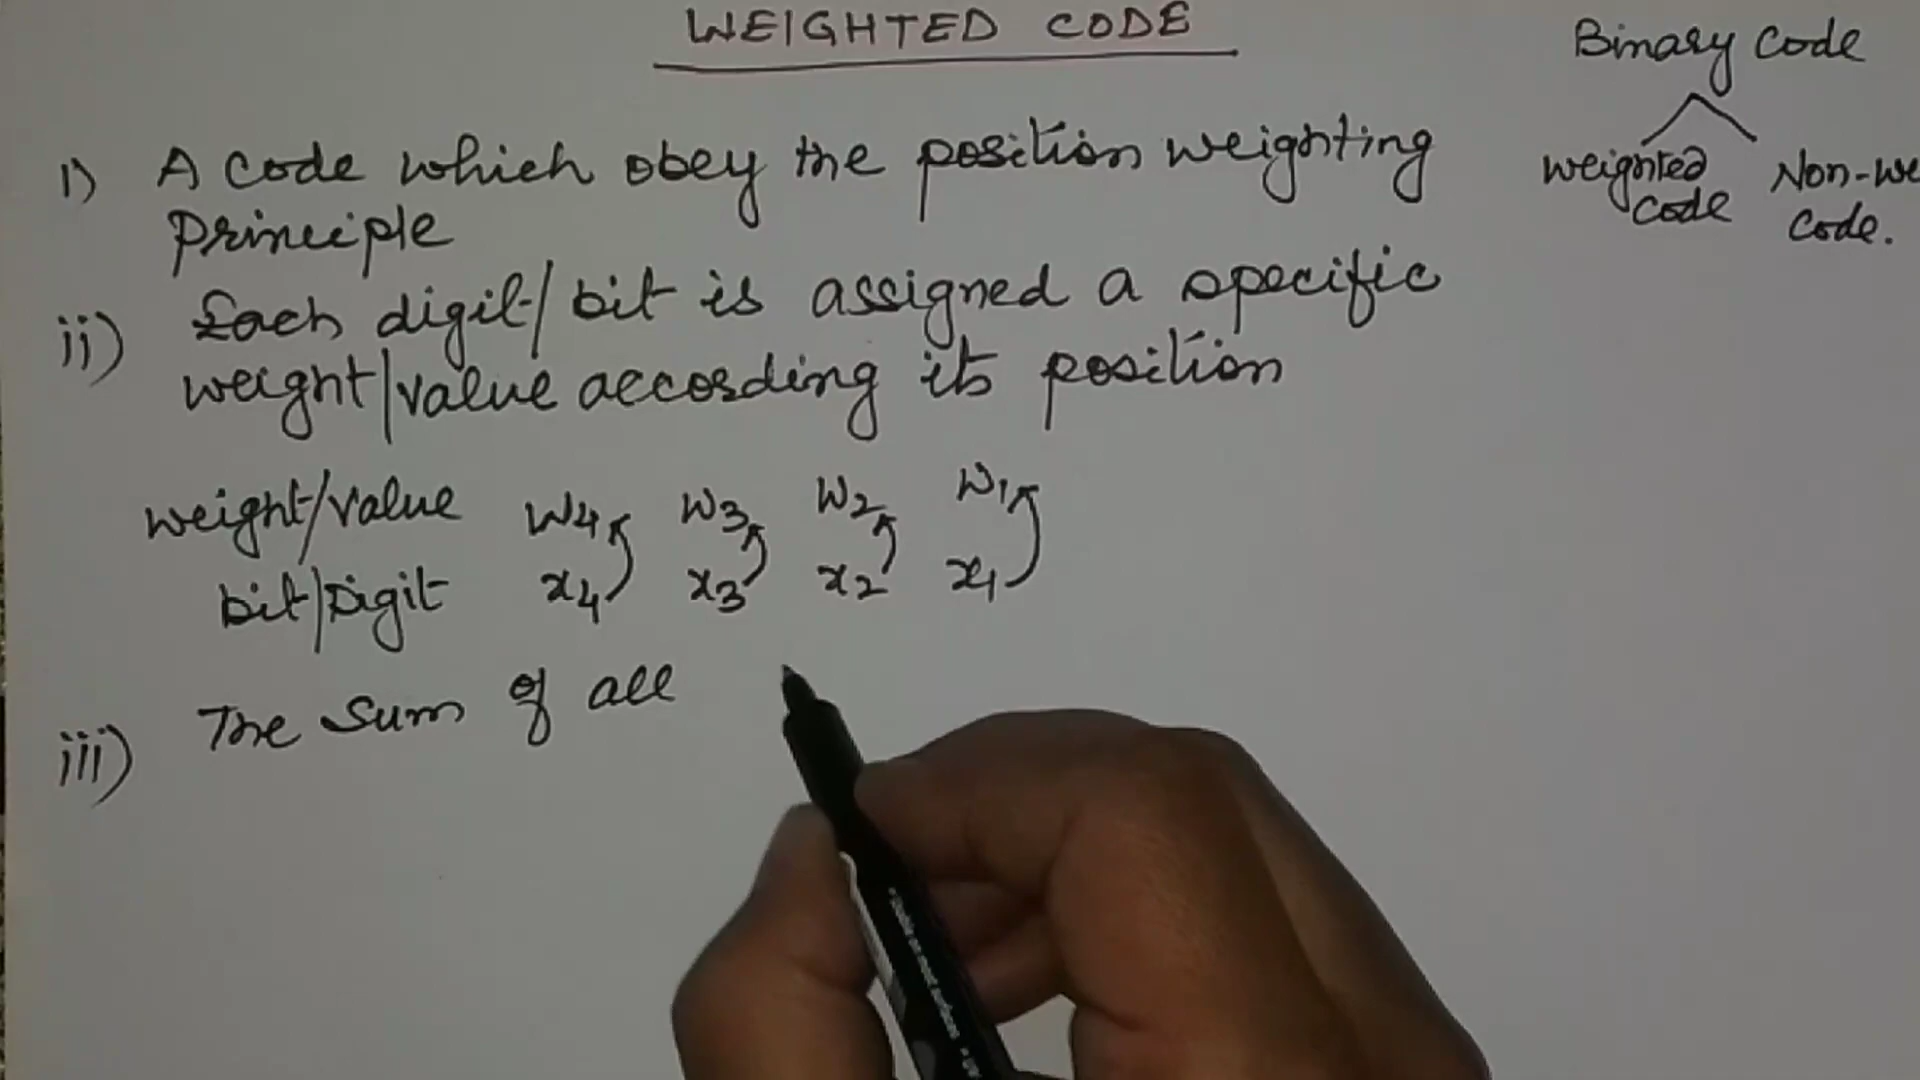 WEIGHTED CODE
i) A code which obey the position weighting
principle
ii) Each digit/bit is assigned a specific
weight/value according its position
weight/value W4 W3 W2 W1
bit/Digit x4 x3 x2 x1
iii) The sum of all
Binary Code
weighted
code
Non-we
Code.